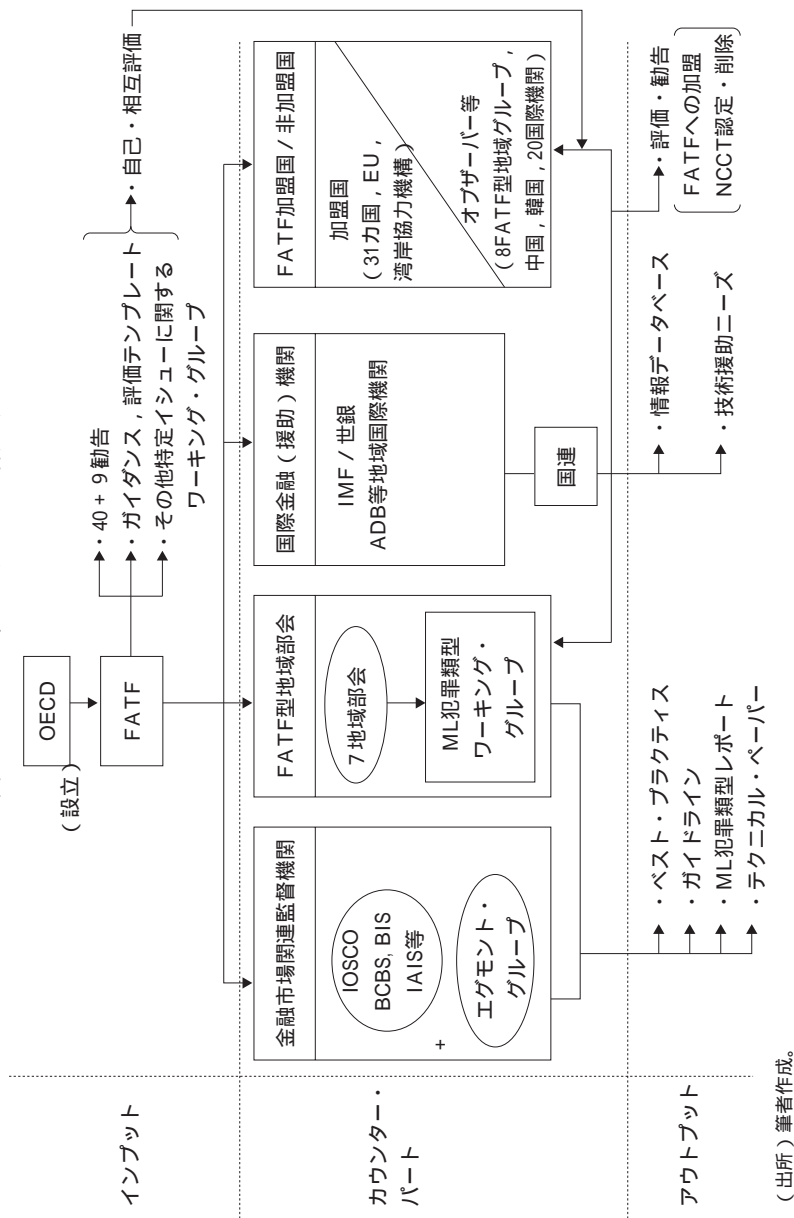 インプット
OECD
(設立)
FATF
・40+9勧告
・ガイダンス,評価テンプレート
・その他特定イシューに関する
ワーキング・グループ
・自己・相互評価
カウンター・
パート
金融市場関連監督機関
IOSCO
BCBS, BIS
IAIS等
+
エグモント・
グループ
FATF型地域部会
7地域部会
ML犯罪類型
ワーキング・
グループ
国際金融(援助)機関
IMF/世銀
ADB等地域国際機関
国連
FATF加盟国/非加盟国
加盟国
(31カ国,EU,
湾岸協力機構)
オブザーバー等
(8FATF型地域グループ,
中国,韓国,20国際機関)
アウトプット
・ベスト・プラクティス
・ガイドライン
・ML犯罪類型レポート
・テクニカル・ペーパー
・情報データベース
・技術援助ニーズ
・評価・勧告
FATFへの加盟
NCCT認定・削除
(出所)筆者作成。